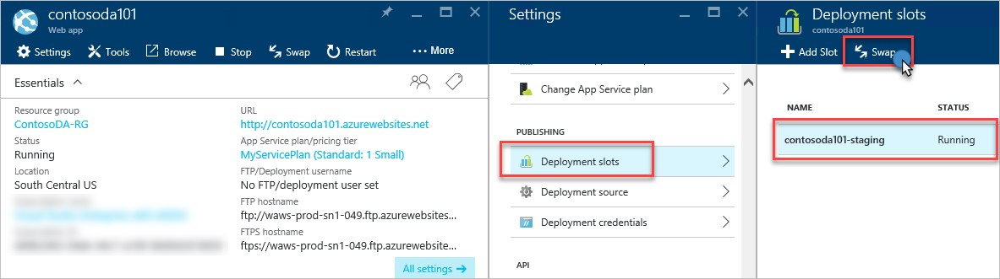 contosoda101
Web app
Settings
Tools
Browse
Stop
Swap
Restart
••• More
Essentials
Resource group
ContosoDA-RG
Status
Running
Location
South Central US
URL
http://contosoda101.azurewebsites.net
App Service plan/pricing tier
MyServicePlan (Standard: 1 Small)
FTP/Deployment username
No FTP/deployment user set
FTP hostname
ftp://waws-prod-sn1-049.ftp.azurewebsites...
FTPS hostname
ftps://waws-prod-sn1-049.ftp.azurewebsite...
All settings →
Settings
Change App Service plan
PUBLISHING
Deployment slots
Deployment source
Deployment credentials
API
Deployment slots
contosoda101
Add Slot
Swap
NAME STATUS
contosoda101-staging Running